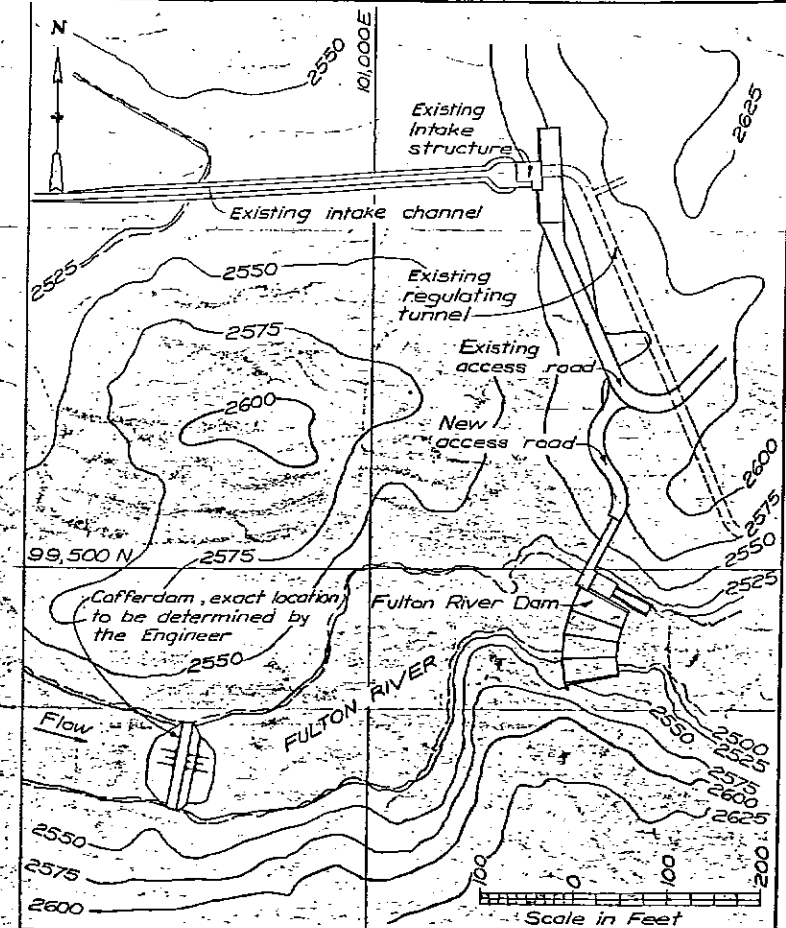 N
2550
101,000E
2625
Existing
Intake
structure
Existing intake channel
2525
2550
Existing
regulating
tunnel
2575
Existing
access road
2600
New
access road
2600
2575
2550
2525
99,500 N
2575
Cofferdam, exact location
to be determined by
the Engineer
Fulton River Dam
2550
FULTON RIVER
Flow
2550
2500
2525
2575
2600
2625
2550
2575
2600
100
0
100
200
Scale in Feet